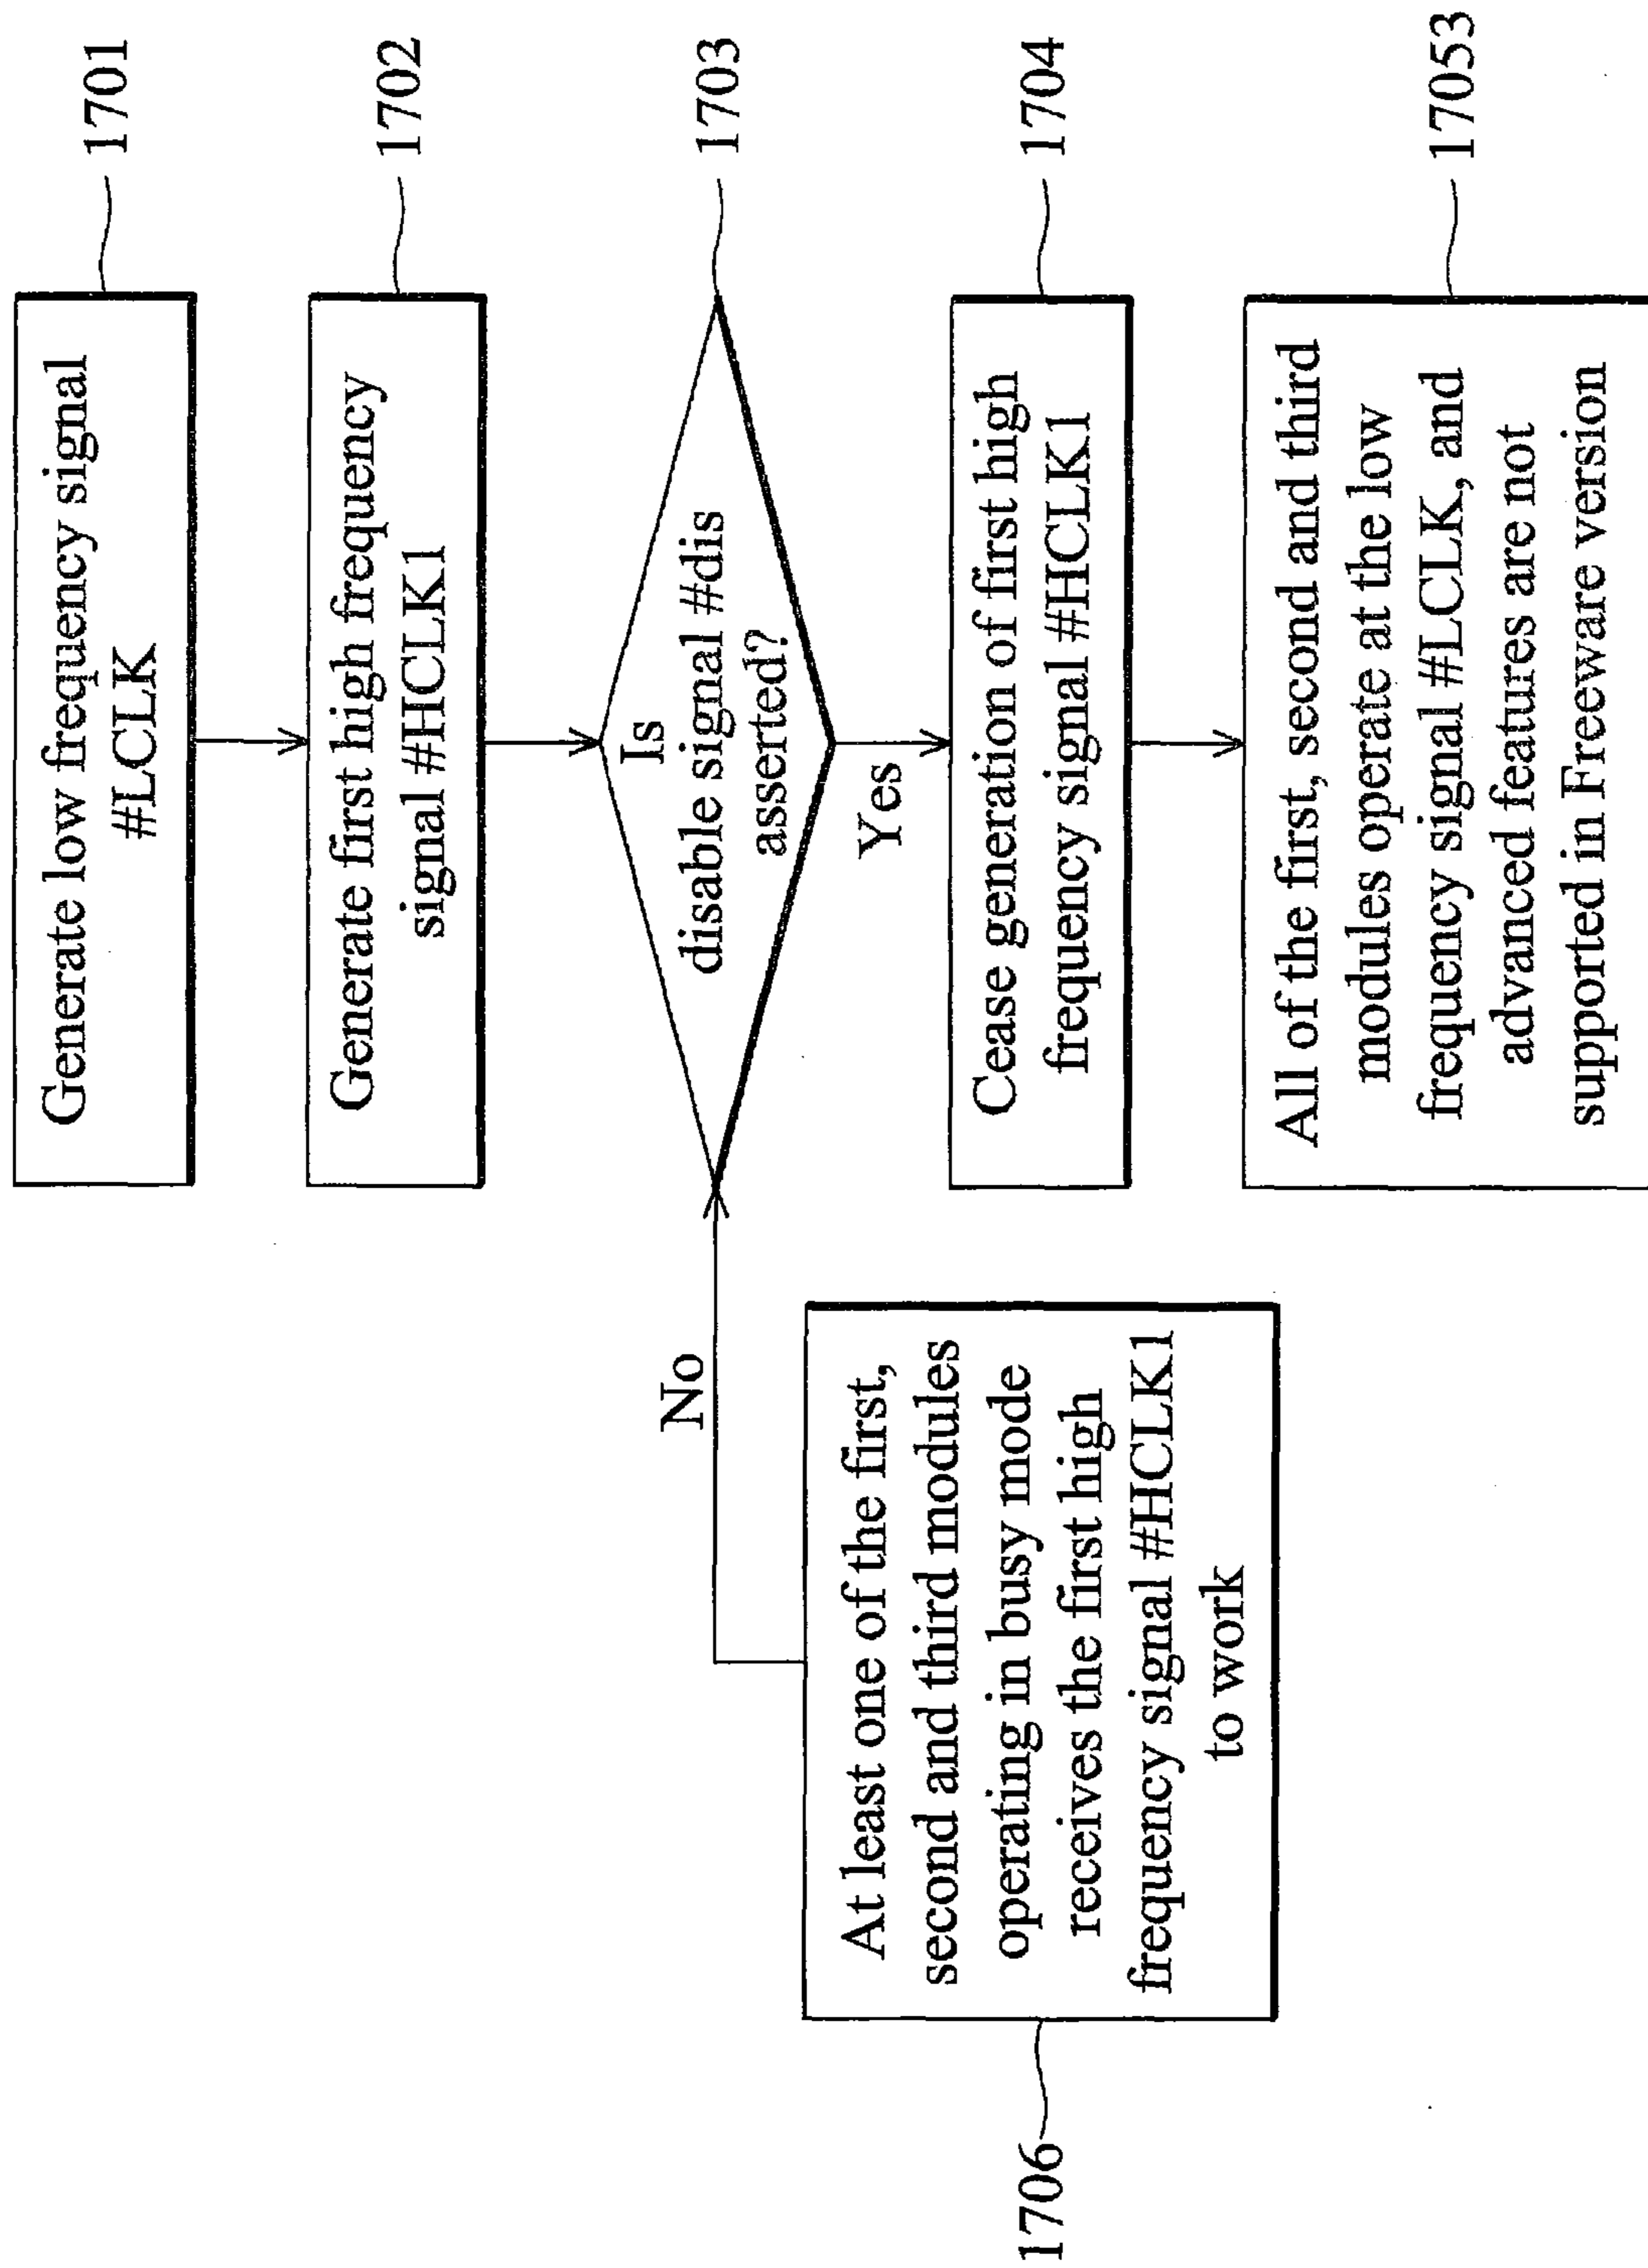 Generate low frequency signal
#LCLK
1701
Generate first high frequency
signal #HCLK1
1702
Is
disable signal #dis
asserted?
1703
No
Yes
At least one of the first,
second and third modules
operating in busy mode
receives the first high
frequency signal #HCLK1
to work
1706
Cease generation of first high
frequency signal #HCLK1
1704
All of the first, second and third
modules operate at the low
frequency signal #LCLK, and
advanced features are not
supported in Freeware version
17053